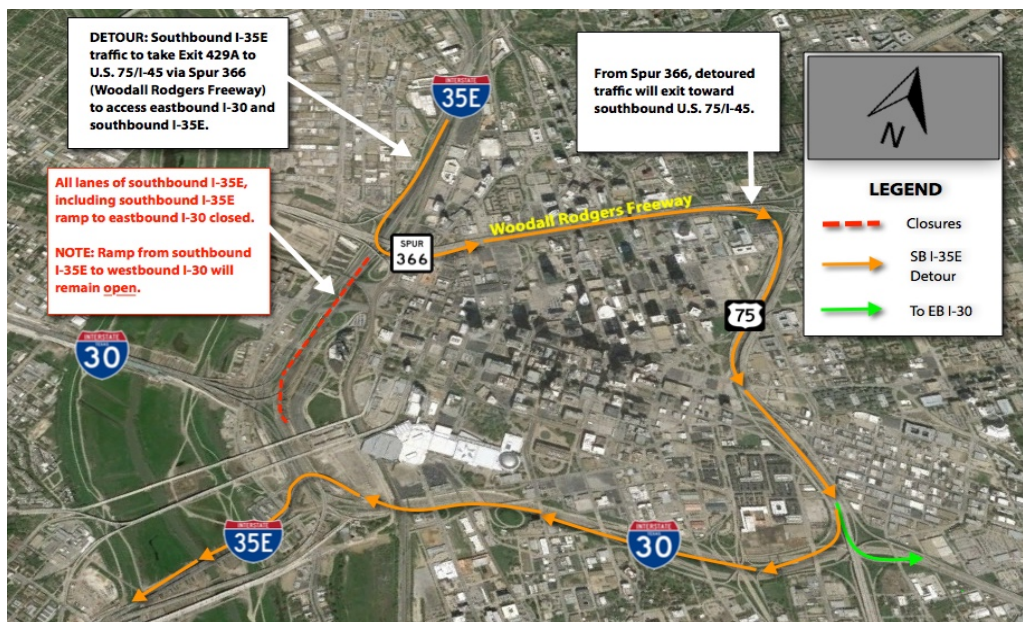 DETOUR: Southbound I-35E
traffic to take Exit 429A to
U.S. 75/I-45 via Spur 366
(Woodall Rodgers Freeway)
to access eastbound I-30 and
southbound I-35E.
INTERSTATE
35E
From Spur 366, detoured
traffic will exit toward
southbound U.S. 75/I-45.
N
All lanes of southbound I-35E,
including southbound I-35E
ramp to eastbound I-30 closed.
NOTE: Ramp from southbound
I-35E to westbound I-30 will
remain open.
Woodall Rodgers Freeway
SPUR
366
LEGEND
Closures
SB I-35E
Detour
To EB I-30
75
INTERSTATE
30
INTERSTATE
35E
INTERSTATE
30